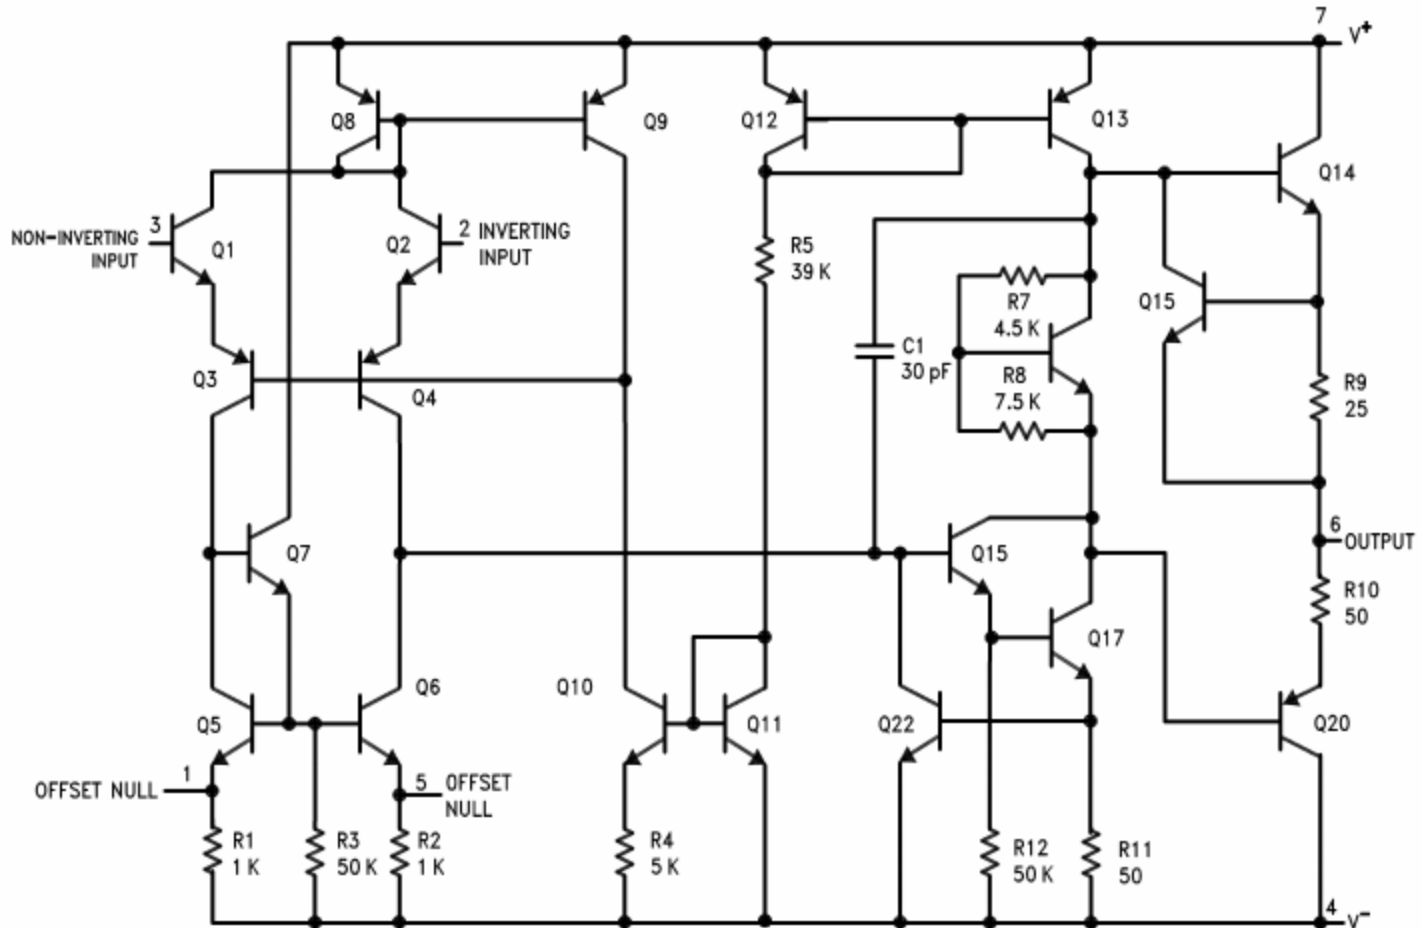 7
V+
Q8
Q9
Q12
Q13
Q14
3
NON-INVERTING
INPUT
Q1
Q2
2
INVERTING
INPUT
R5
39 K
R7
4.5 K
Q15
C1
30 pF
R8
7.5 K
R9
25
Q3
Q4
Q7
Q15
6
OUTPUT
R10
50
Q17
Q5
Q6
Q10
Q11
Q22
Q20
1
OFFSET NULL
5
OFFSET
NULL
R1
1 K
R3
50 K
R2
1 K
R4
5 K
R12
50 K
R11
50
4
V-